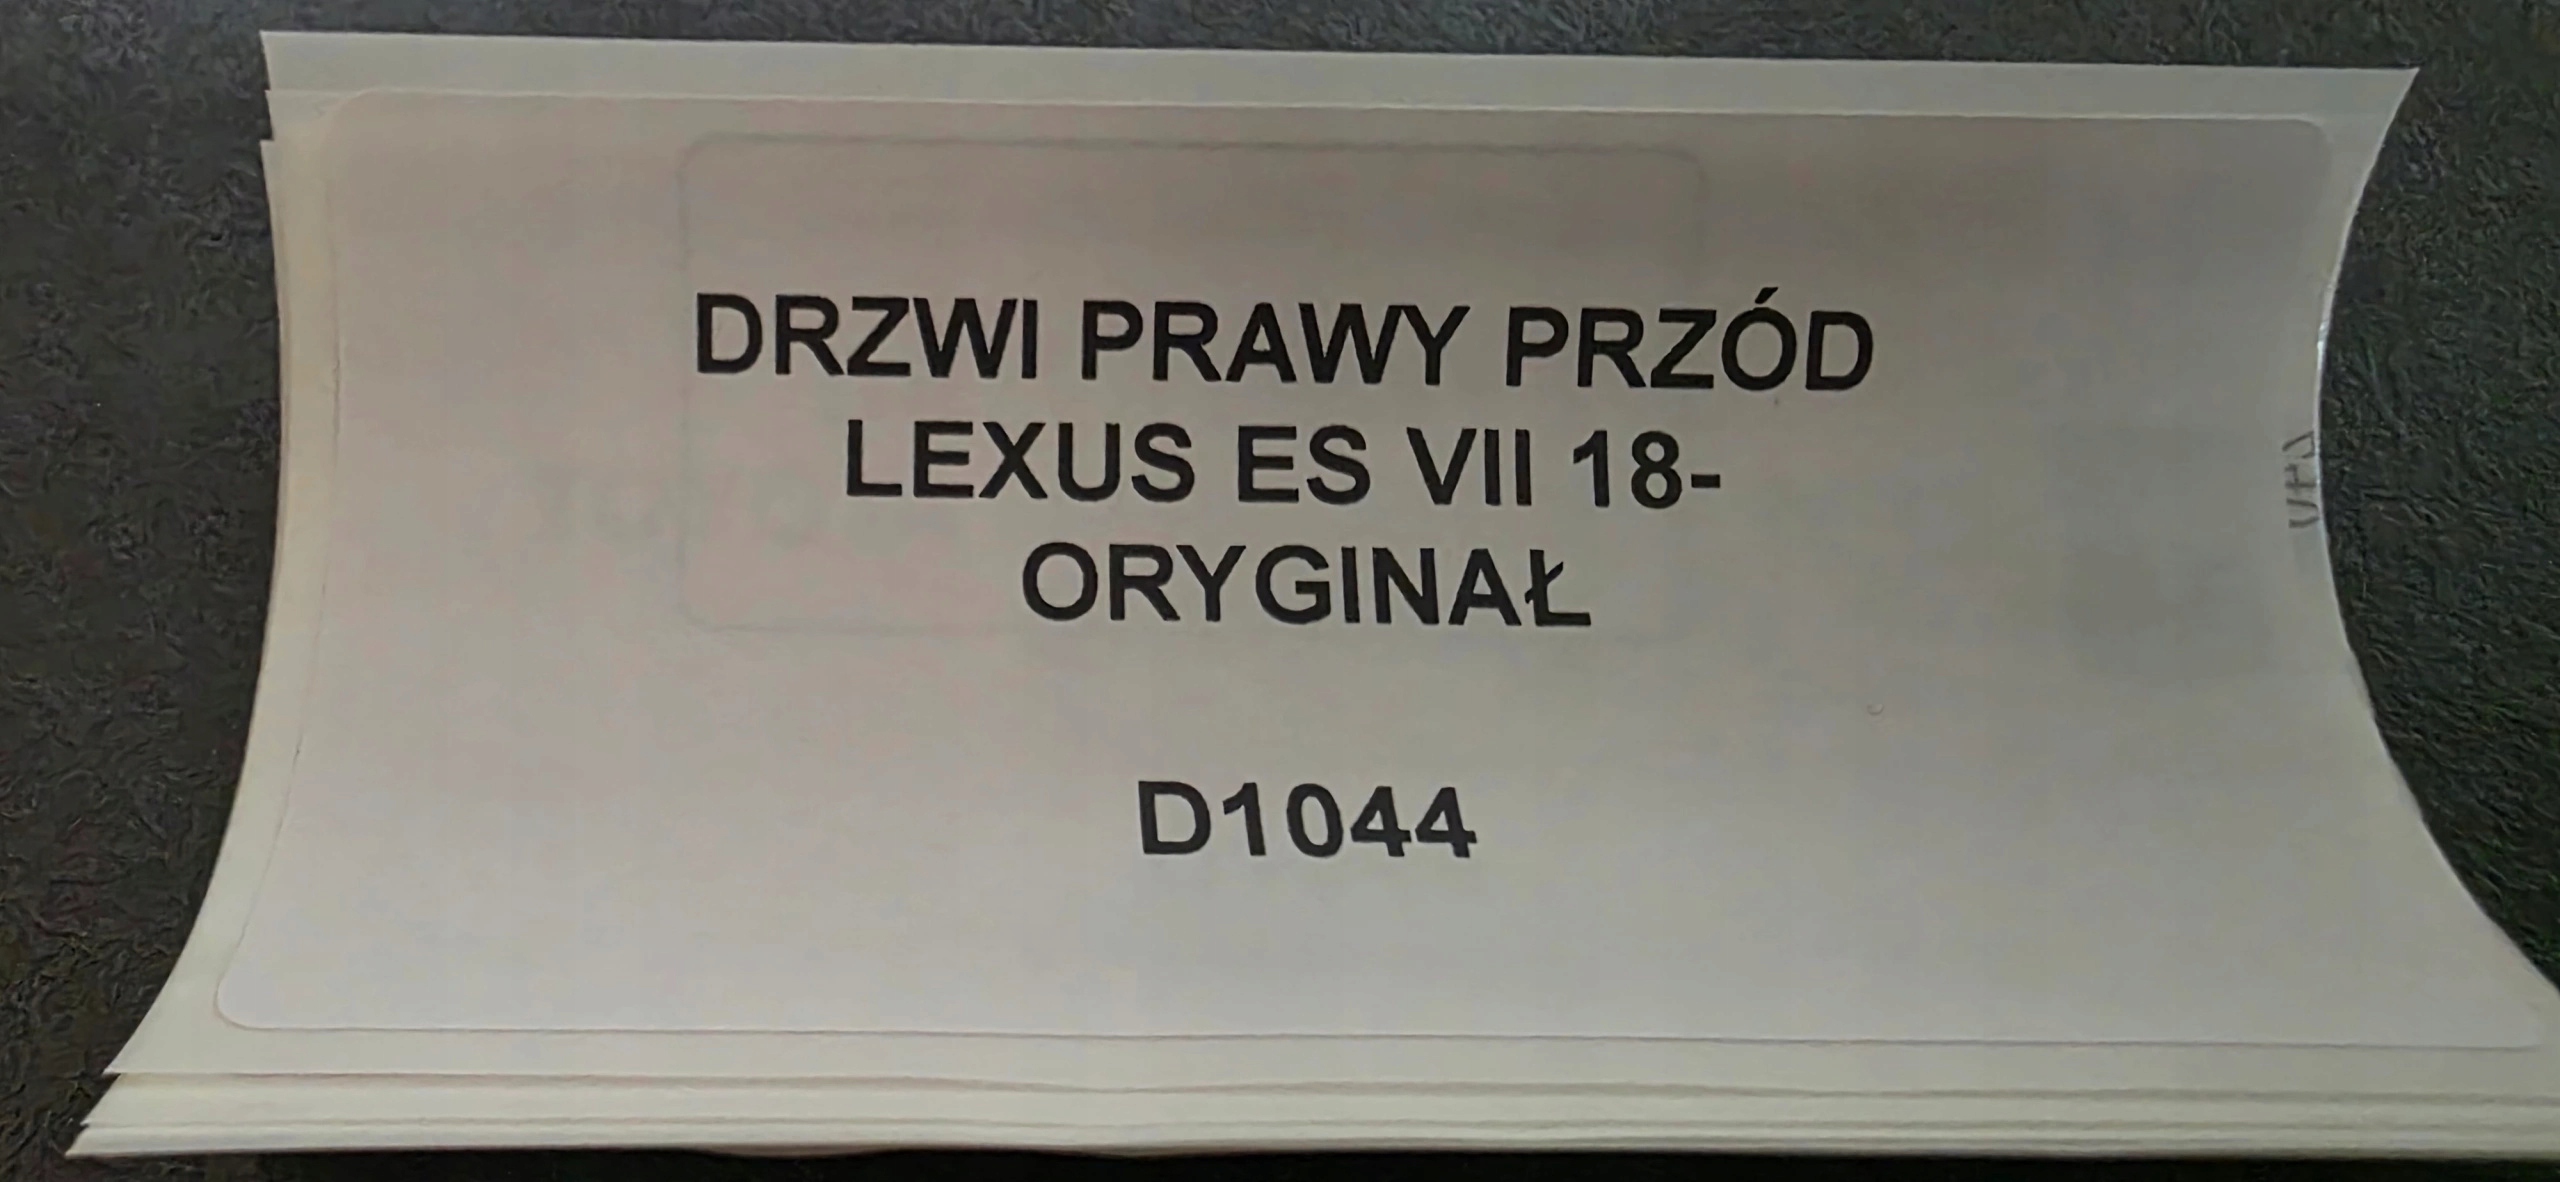 DRZWI PRAWY PRZÓD
LEXUS ES VII 18-
ORYGINAŁ
D1044